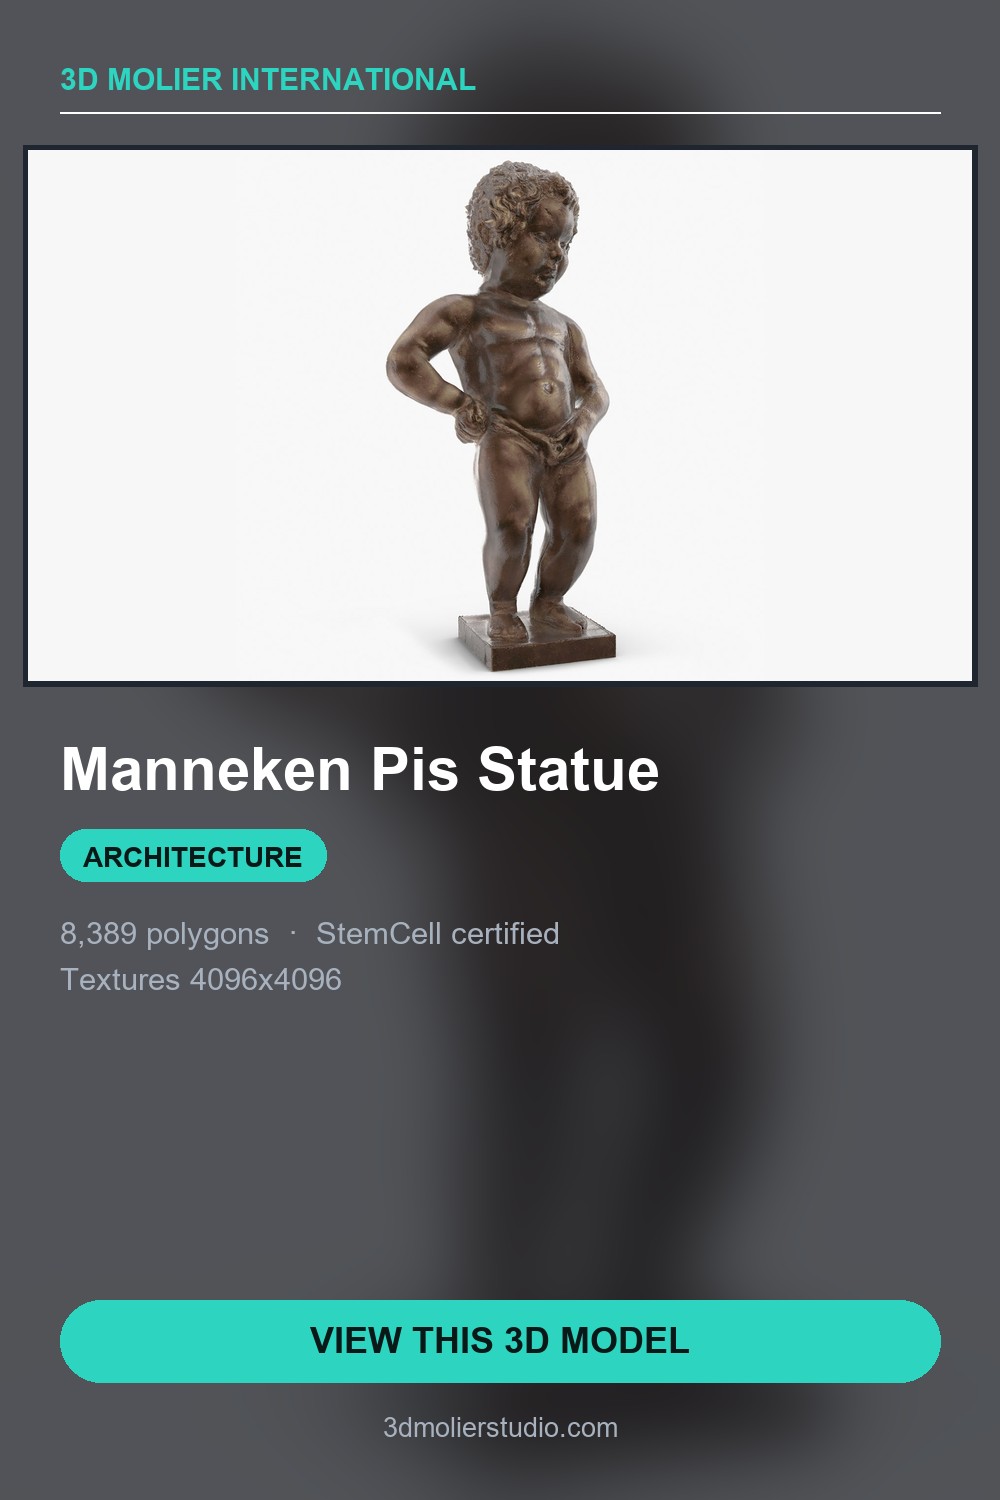 3D MOLIER INTERNATIONAL
Manneken Pis Statue
ARCHITECTURE
8,389 polygons · StemCell certified
Textures 4096x4096
VIEW THIS 3D MODEL
3dmolierstudio.com